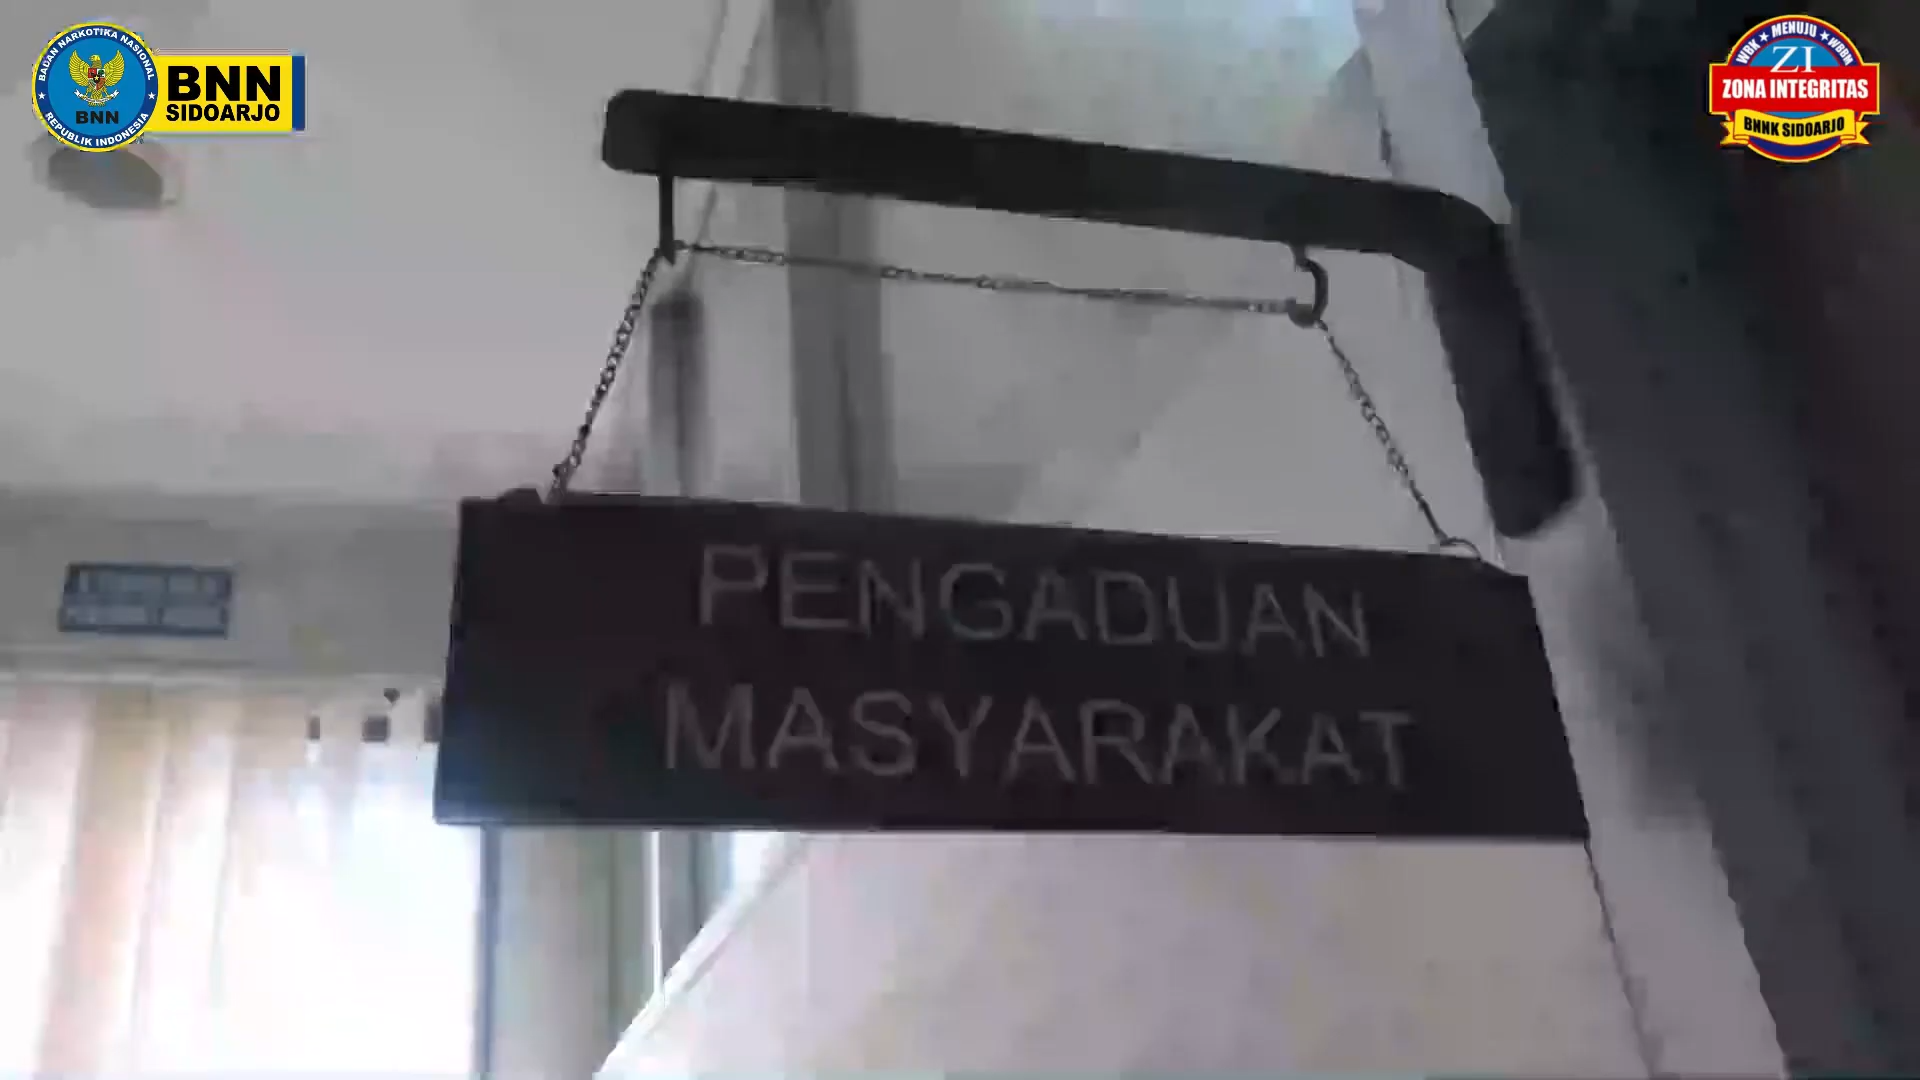 BADAN NARKOTIKA NASIONAL
BNN
REPUBLIK INDONESIA
BNN
SIDOARJO
WBK ★ MENUJU ★ WBBM
ZI
ZONA INTEGRITAS
BNNK SIDOARJO
PENGADUAN
MASYARAKAT